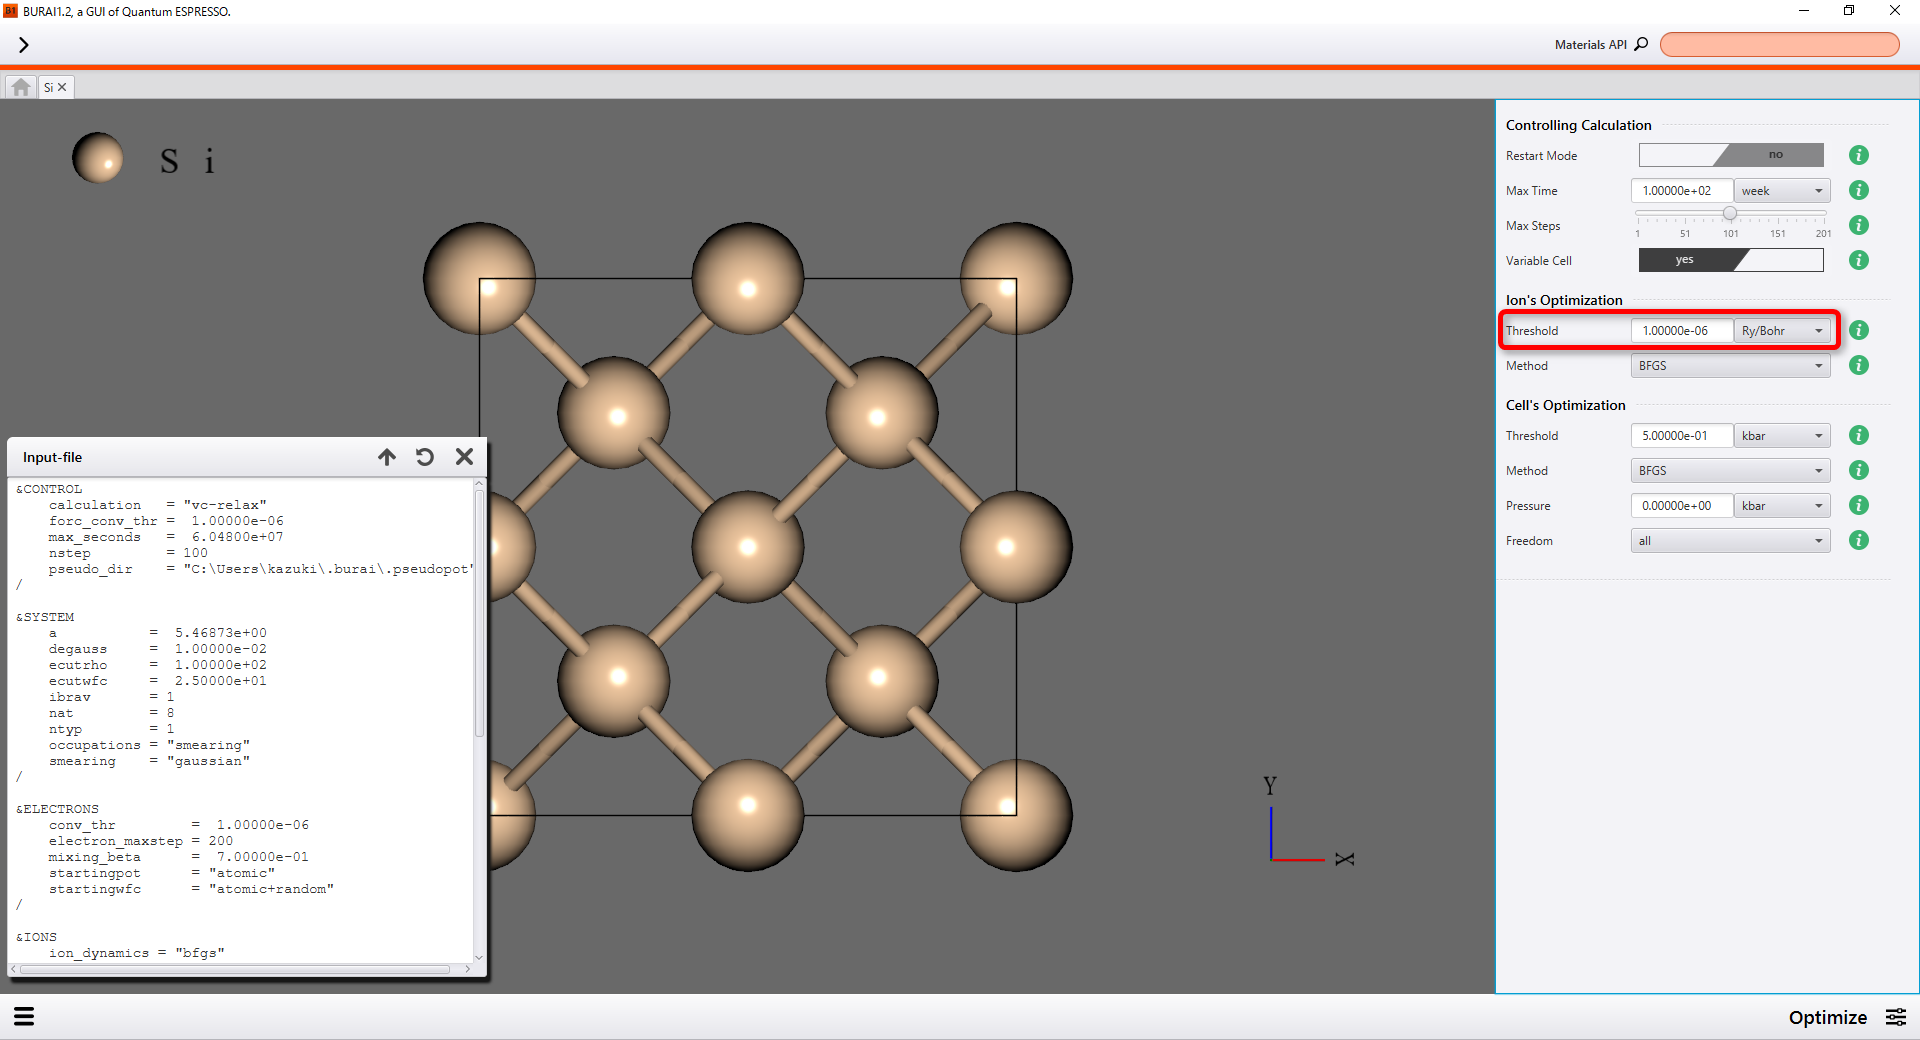 BURAI1.2, a GUI of Quantum ESPRESSO.
Materials API
Si
S i
Input-file
&CONTROL
calculation = "vc-relax"
forc_conv_thr = 1.00000e-06
max_seconds = 6.04800e+07
nstep = 100
pseudo_dir = "C:\Users\kazuki\.burai\.pseudopot"
/
&SYSTEM
a = 5.46873e+00
degauss = 1.00000e-02
ecutrho = 1.00000e+02
ecutwfc = 2.50000e+01
ibrav = 1
nat = 8
ntyp = 1
occupations = "smearing"
smearing = "gaussian"
/
&ELECTRONS
conv_thr = 1.00000e-06
electron_maxstep = 200
mixing_beta = 7.00000e-01
startingpot = "atomic"
startingwfc = "atomic+random"
/
&IONS
ion_dynamics = "bfgs"
Y
X
Controlling Calculation
Restart Mode no
Max Time 1.00000e+02 week
Max Steps
1 51 101 151 201
Variable Cell yes
Ion's Optimization
Threshold 1.00000e-06 Ry/Bohr
Method BFGS
Cell's Optimization
Threshold 5.00000e-01 kbar
Method BFGS
Pressure 0.00000e+00 kbar
Freedom all
Optimize